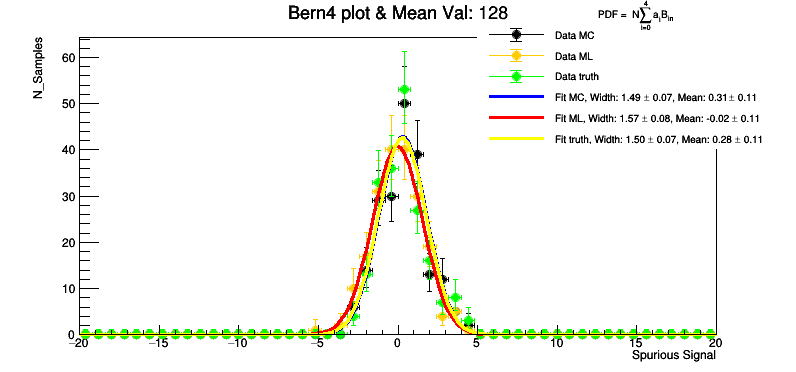 Bern4 plot & Mean Val: 128
PDF = N∑(i=0 to 4) a_i B_in
Data MC
Data ML
Data truth
Fit MC, Width: 1.49 ± 0.07, Mean: 0.31 ± 0.11
Fit ML, Width: 1.57 ± 0.08, Mean: -0.02 ± 0.11
Fit truth, Width: 1.50 ± 0.07, Mean: 0.28 ± 0.11
N_Samples
60
50
40
30
20
10
0
−20 −15 −10 −5 0 5 10 15 20
Spurious Signal